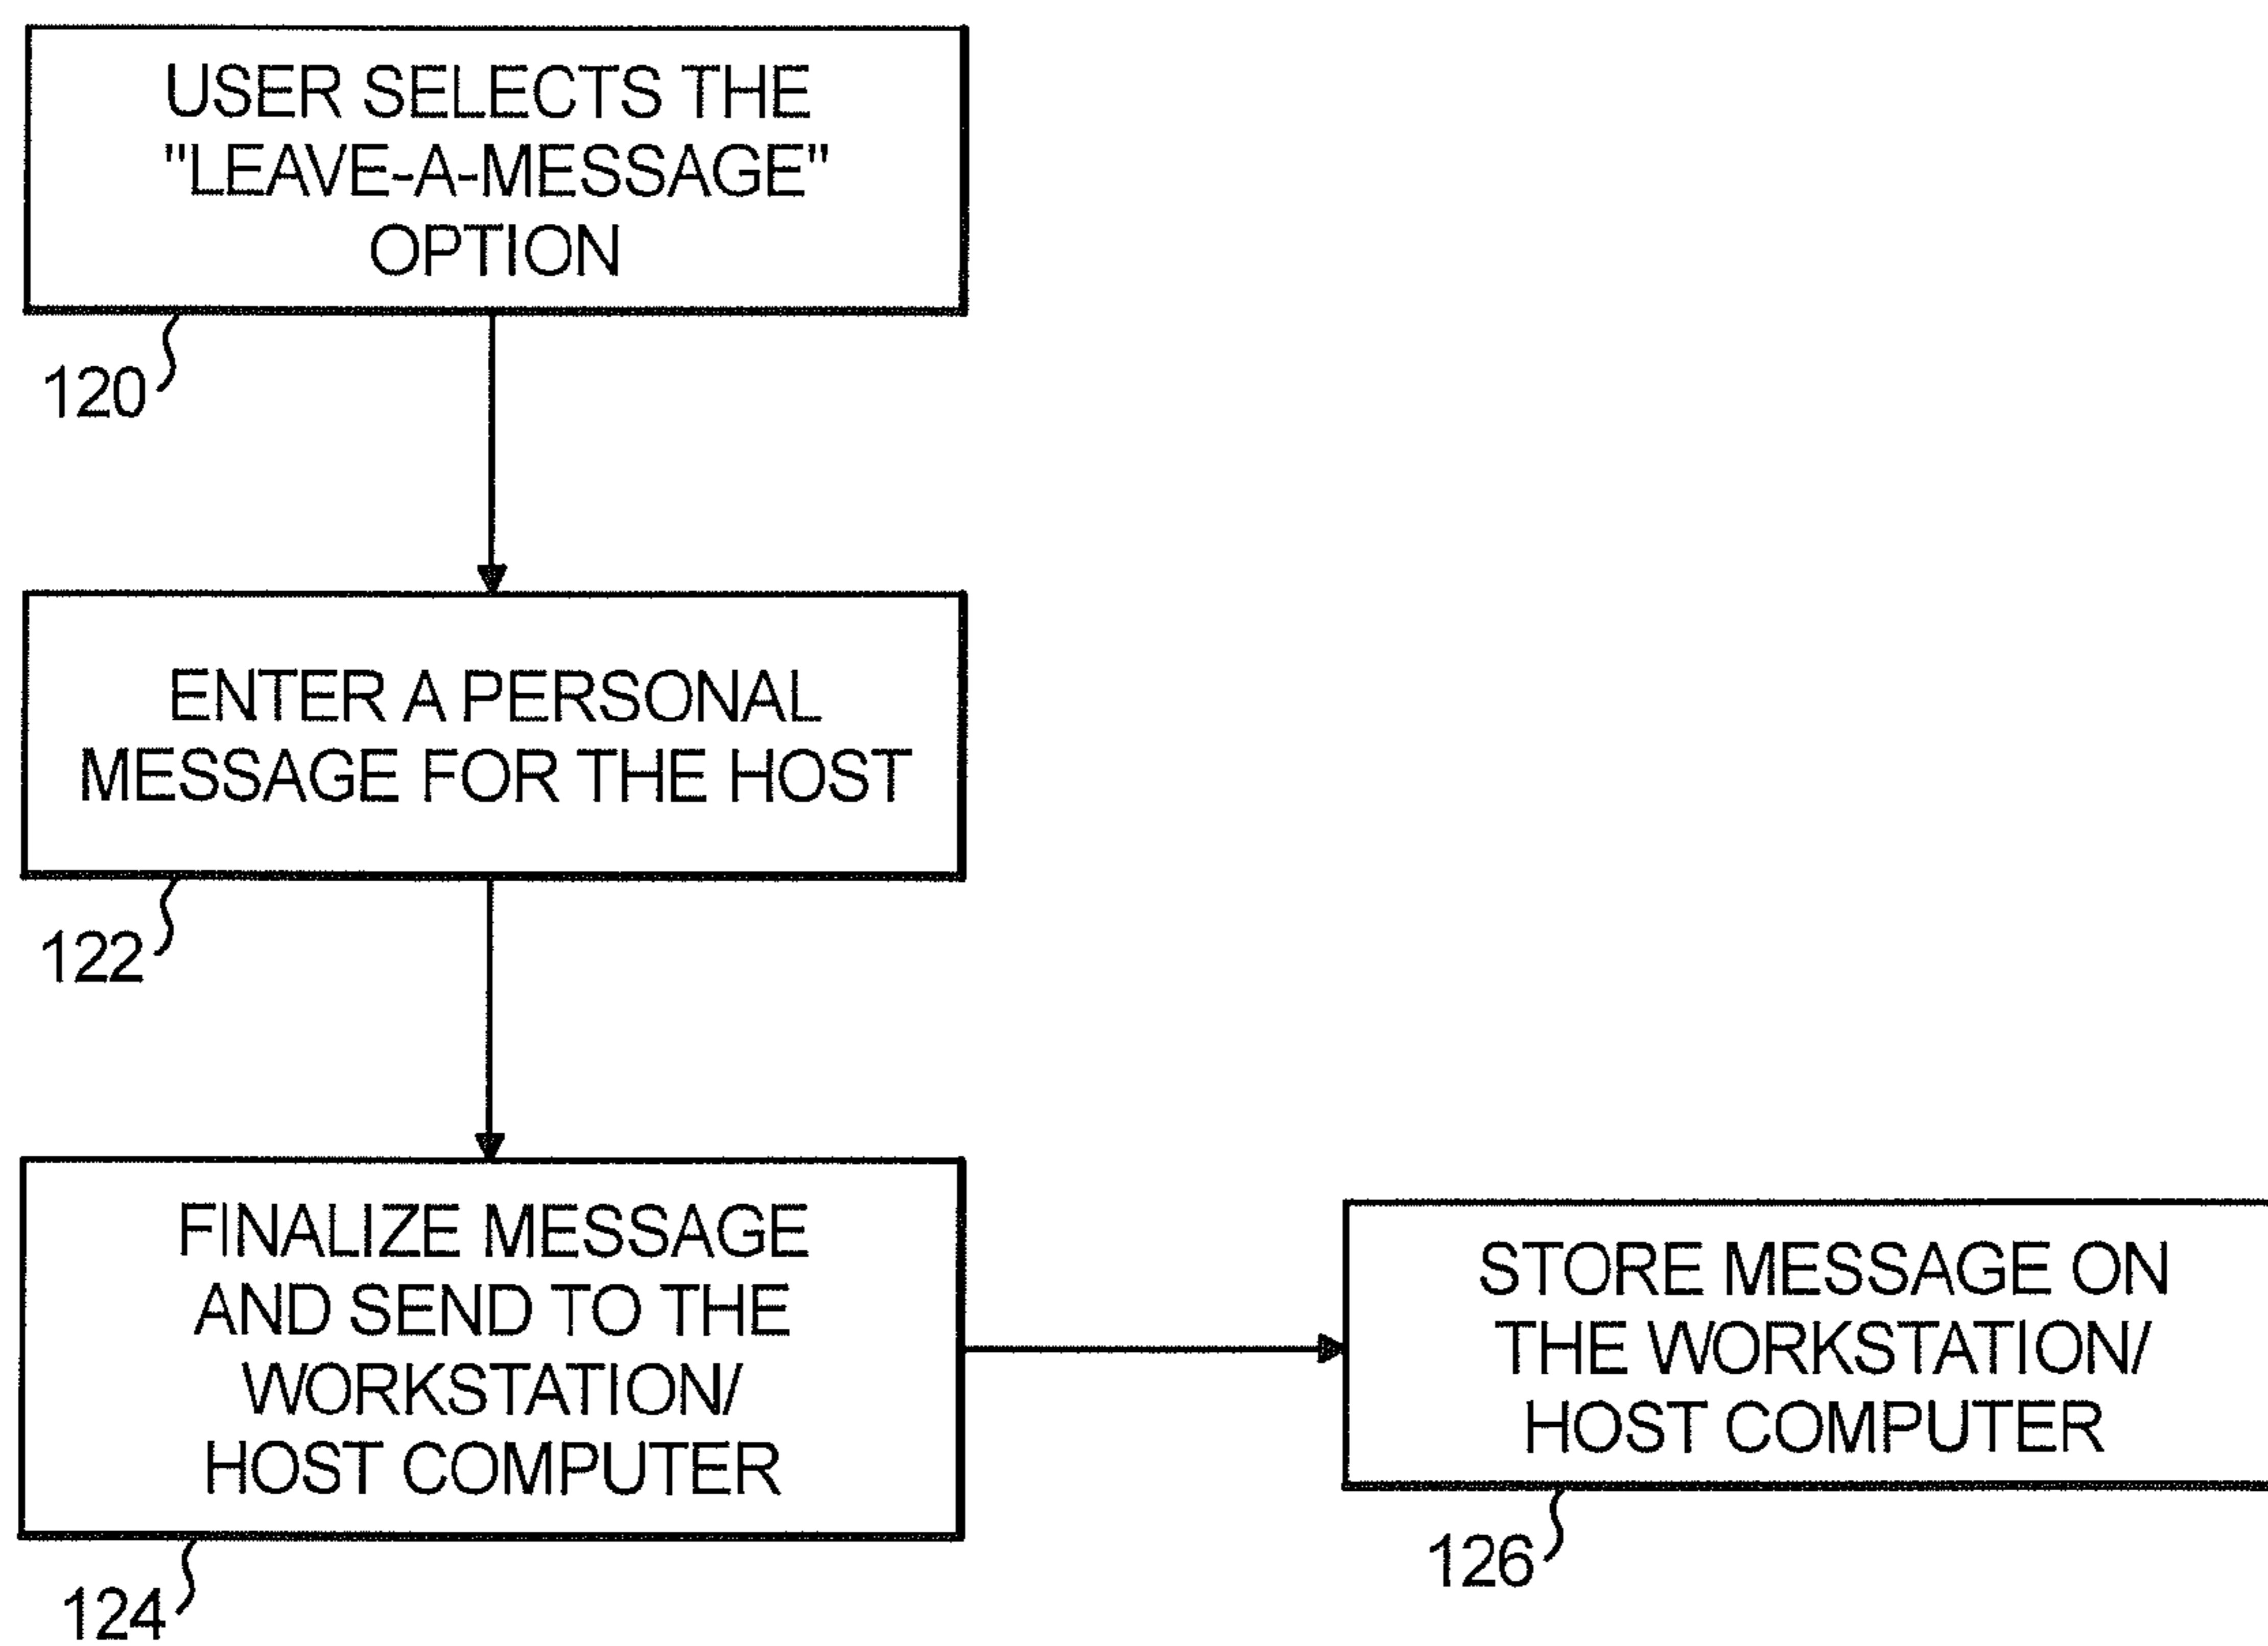 USER SELECTS THE
"LEAVE-A-MESSAGE"
OPTION
120
ENTER A PERSONAL
MESSAGE FOR THE HOST
122
FINALIZE MESSAGE
AND SEND TO THE
WORKSTATION/
HOST COMPUTER
124
STORE MESSAGE ON
THE WORKSTATION/
HOST COMPUTER
126